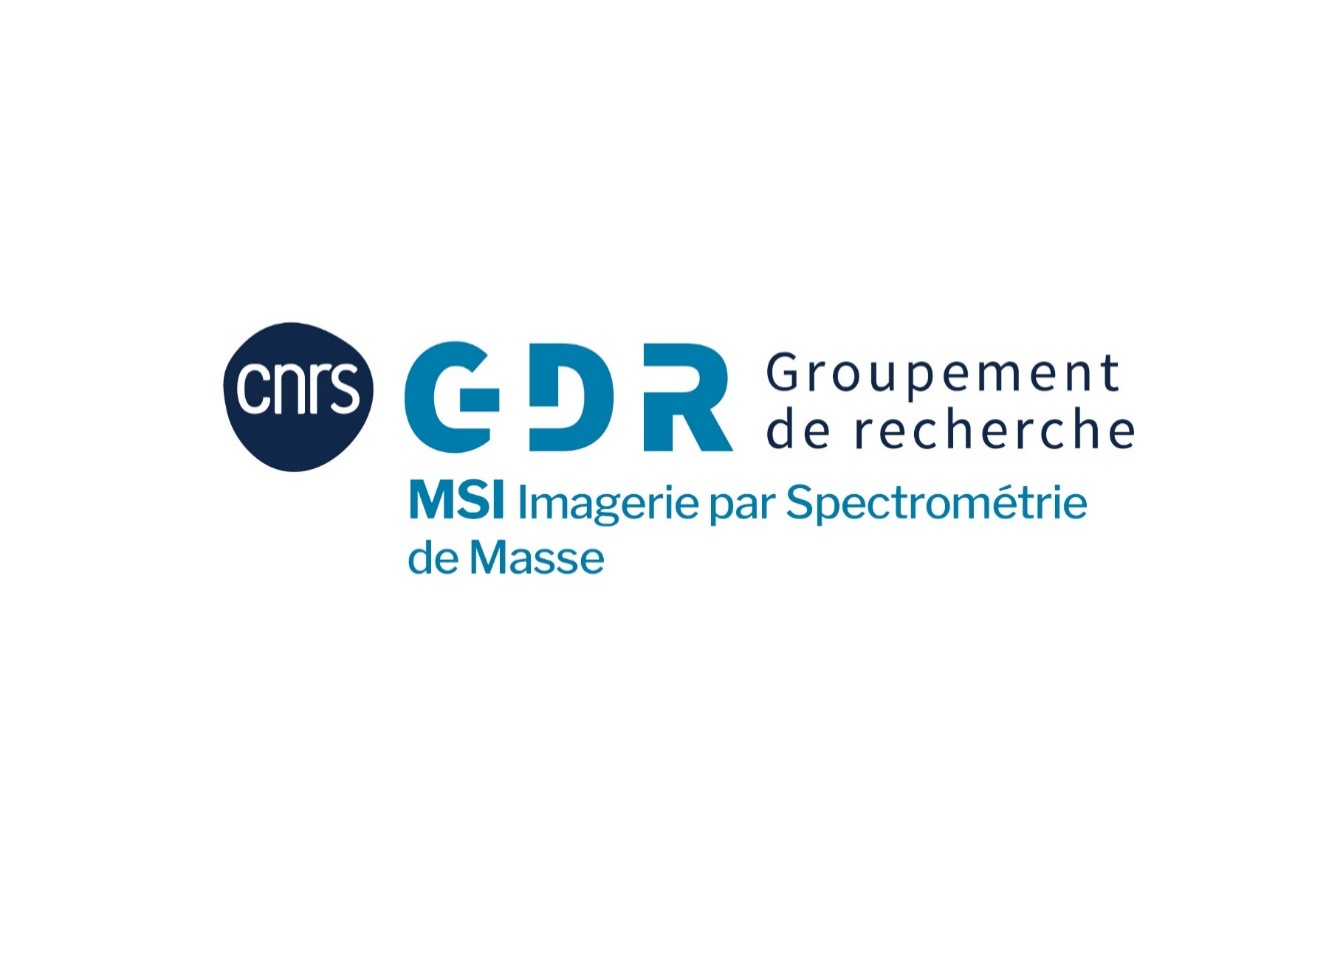 cnrs GDR Groupement
de recherche
MSI Imagerie par Spectrométrie
de Masse